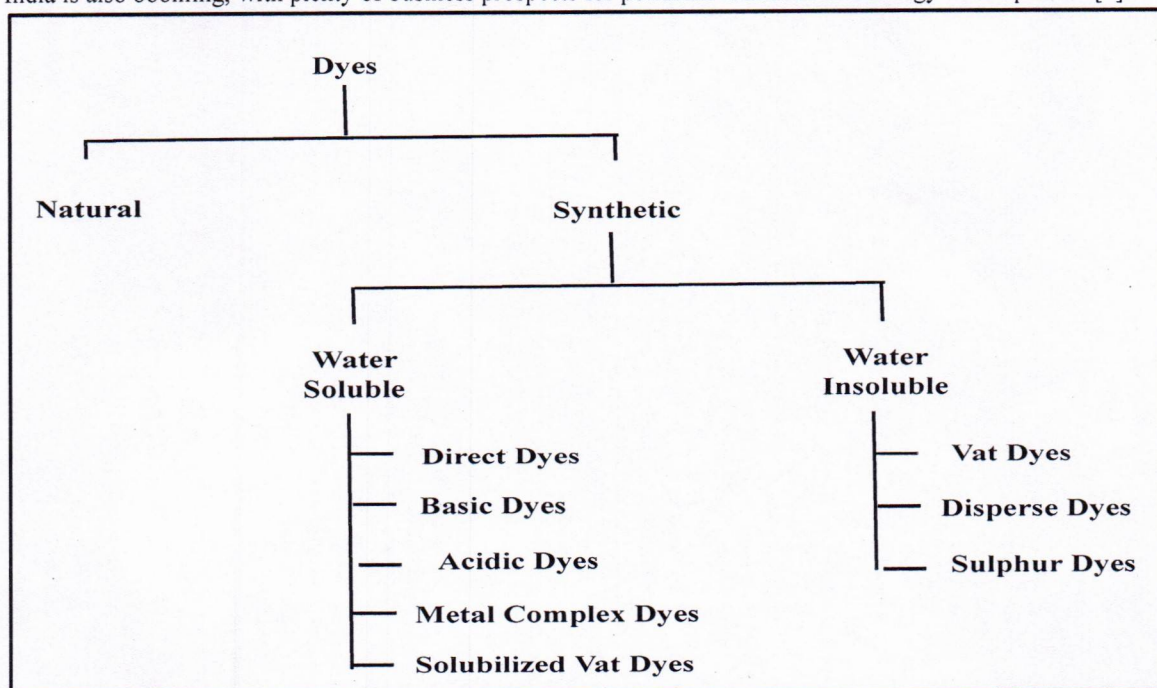 India is also booming, with plenty of business prospects for
Dyes
Natural
Synthetic
Water
Soluble
Direct Dyes
Basic Dyes
Acidic Dyes
Metal Complex Dyes
Solubilized Vat Dyes
Water
Insoluble
Vat Dyes
Disperse Dyes
Sulphur Dyes